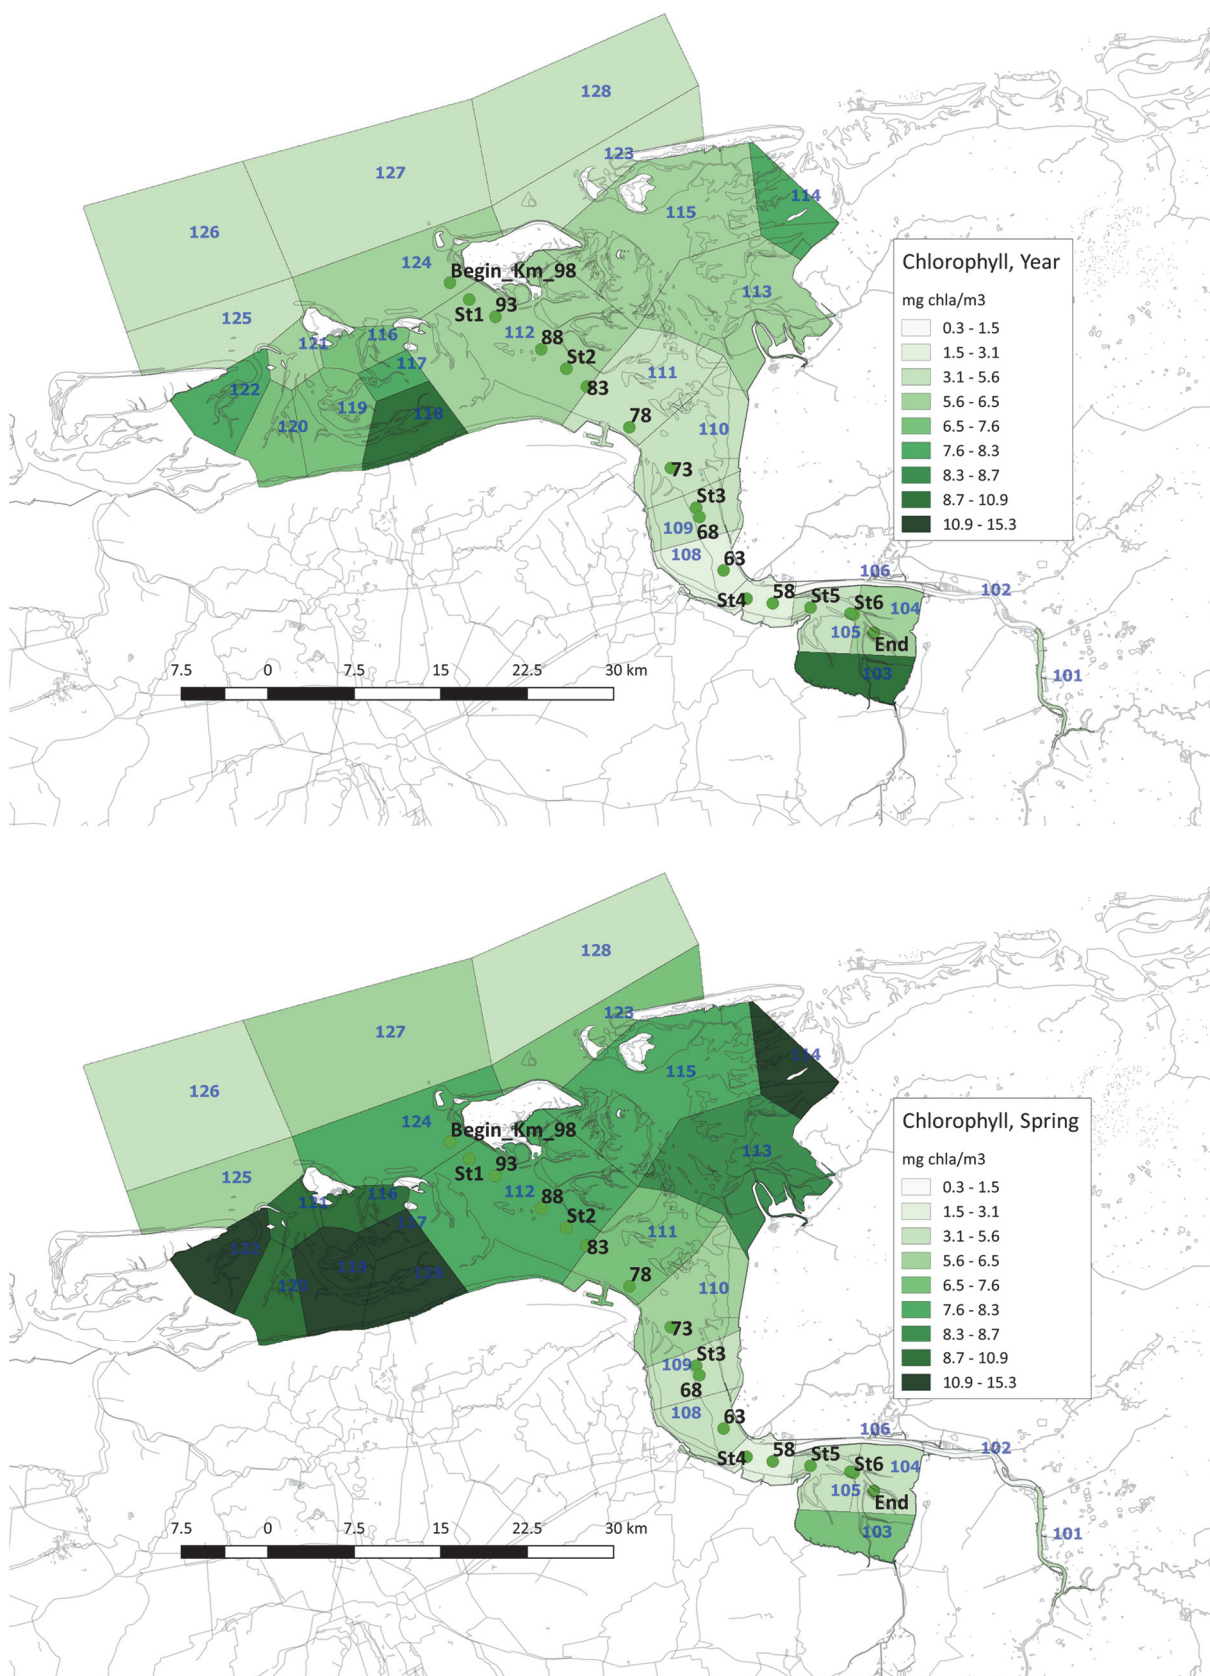 128
123
127
114
115
126
124
Begin_Km_98
113
125
93
St1
116
121
112
88
St2
117
111
122
83
119
118
120
78
110
73
St3
109
68
108
63
106
102
58
St4
St5
St6
104
105
End
103
101
Chlorophyll, Year
mg chla/m3
0.3 - 1.5
1.5 - 3.1
3.1 - 5.6
5.6 - 6.5
6.5 - 7.6
7.6 - 8.3
8.3 - 8.7
8.7 - 10.9
10.9 - 15.3
7.5 0 7.5 15 22.5 30 km
128
123
127
114
115
126
124
Begin_Km_98
113
125
93
St1
116
121
112
88
St2
117
111
122
83
119
118
120
78
110
73
St3
109
68
108
63
106
102
58
St4
St5
St6
104
105
End
103
101
Chlorophyll, Spring
mg chla/m3
0.3 - 1.5
1.5 - 3.1
3.1 - 5.6
5.6 - 6.5
6.5 - 7.6
7.6 - 8.3
8.3 - 8.7
8.7 - 10.9
10.9 - 15.3
7.5 0 7.5 15 22.5 30 km